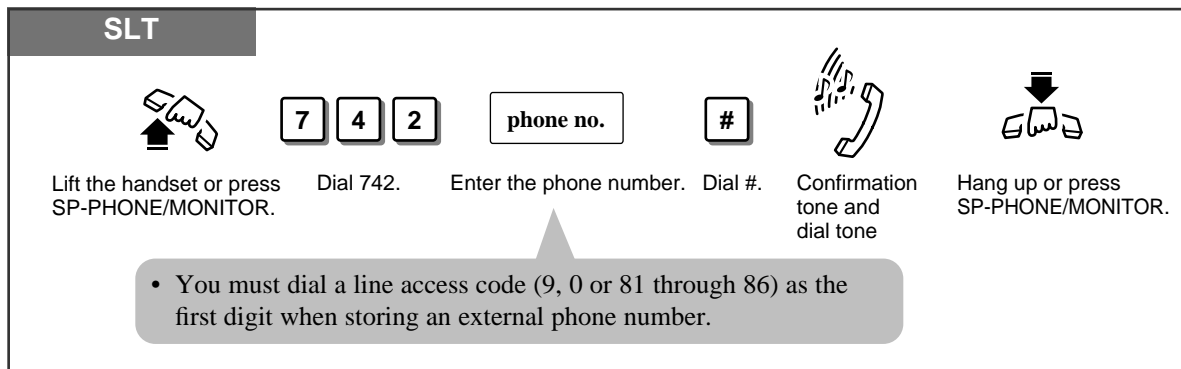 SLT
7 4 2
phone no.
#
Lift the handset or press
SP-PHONE/MONITOR.
Dial 742.
Enter the phone number.
Dial #.
Confirmation
tone and
dial tone
Hang up or press
SP-PHONE/MONITOR.
• You must dial a line access code (9, 0 or 81 through 86) as the
first digit when storing an external phone number.